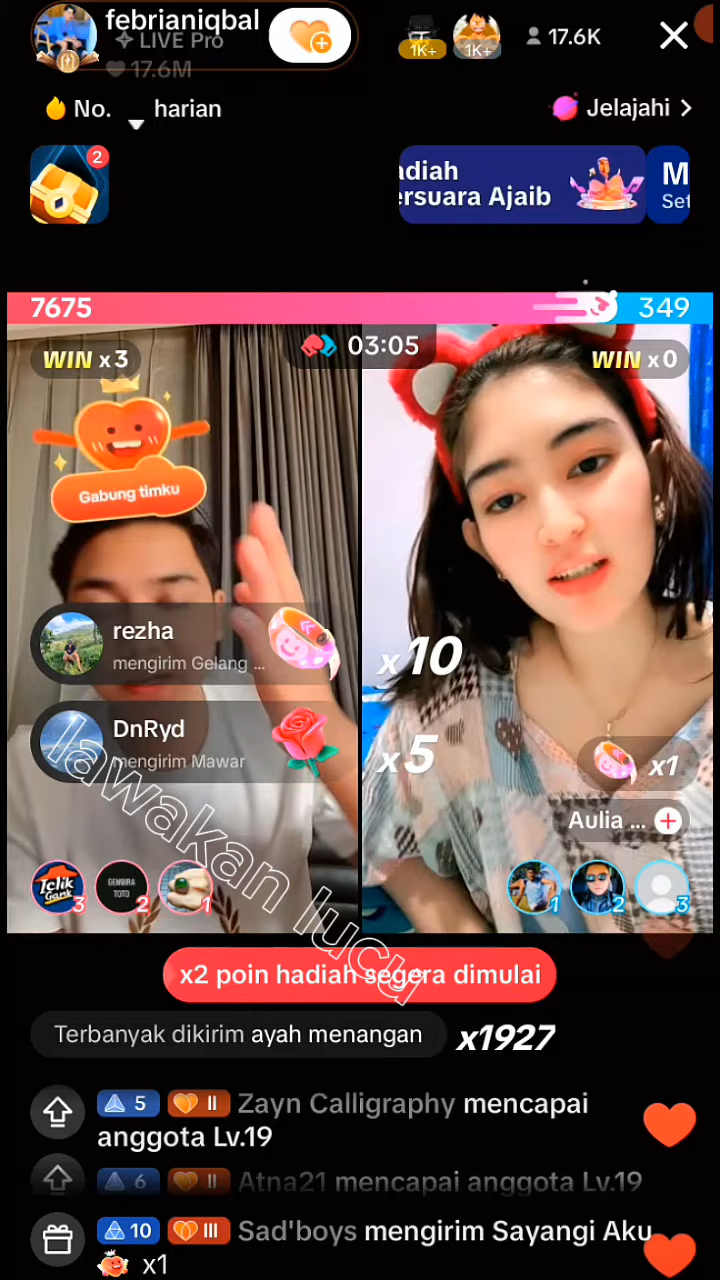 febrianiqbal
LIVE Pro
17.6M
1K+
1K+
17.6K
No.
harian
Jelajahi
2
adiah
ersuara Ajaib
M
Set
7675
349
WIN x3
03:05
WIN x0
Gabung timku
rezha
mengirim Gelang ...
x10
DnRyd
mengirim Mawar
x5
x1
Aulia ...
lawakan lucu
Telik
Gank
3
GEMBIRA
TOTO
2
1
1
2
3
x2 poin hadiah segera dimulai
Terbanyak dikirim ayah menangan x1927
5 II Zayn Calligraphy mencapai
anggota Lv.19
6 II Atna21 mencapai anggota Lv.19
10 III Sad'boys mengirim Sayangi Aku
x1